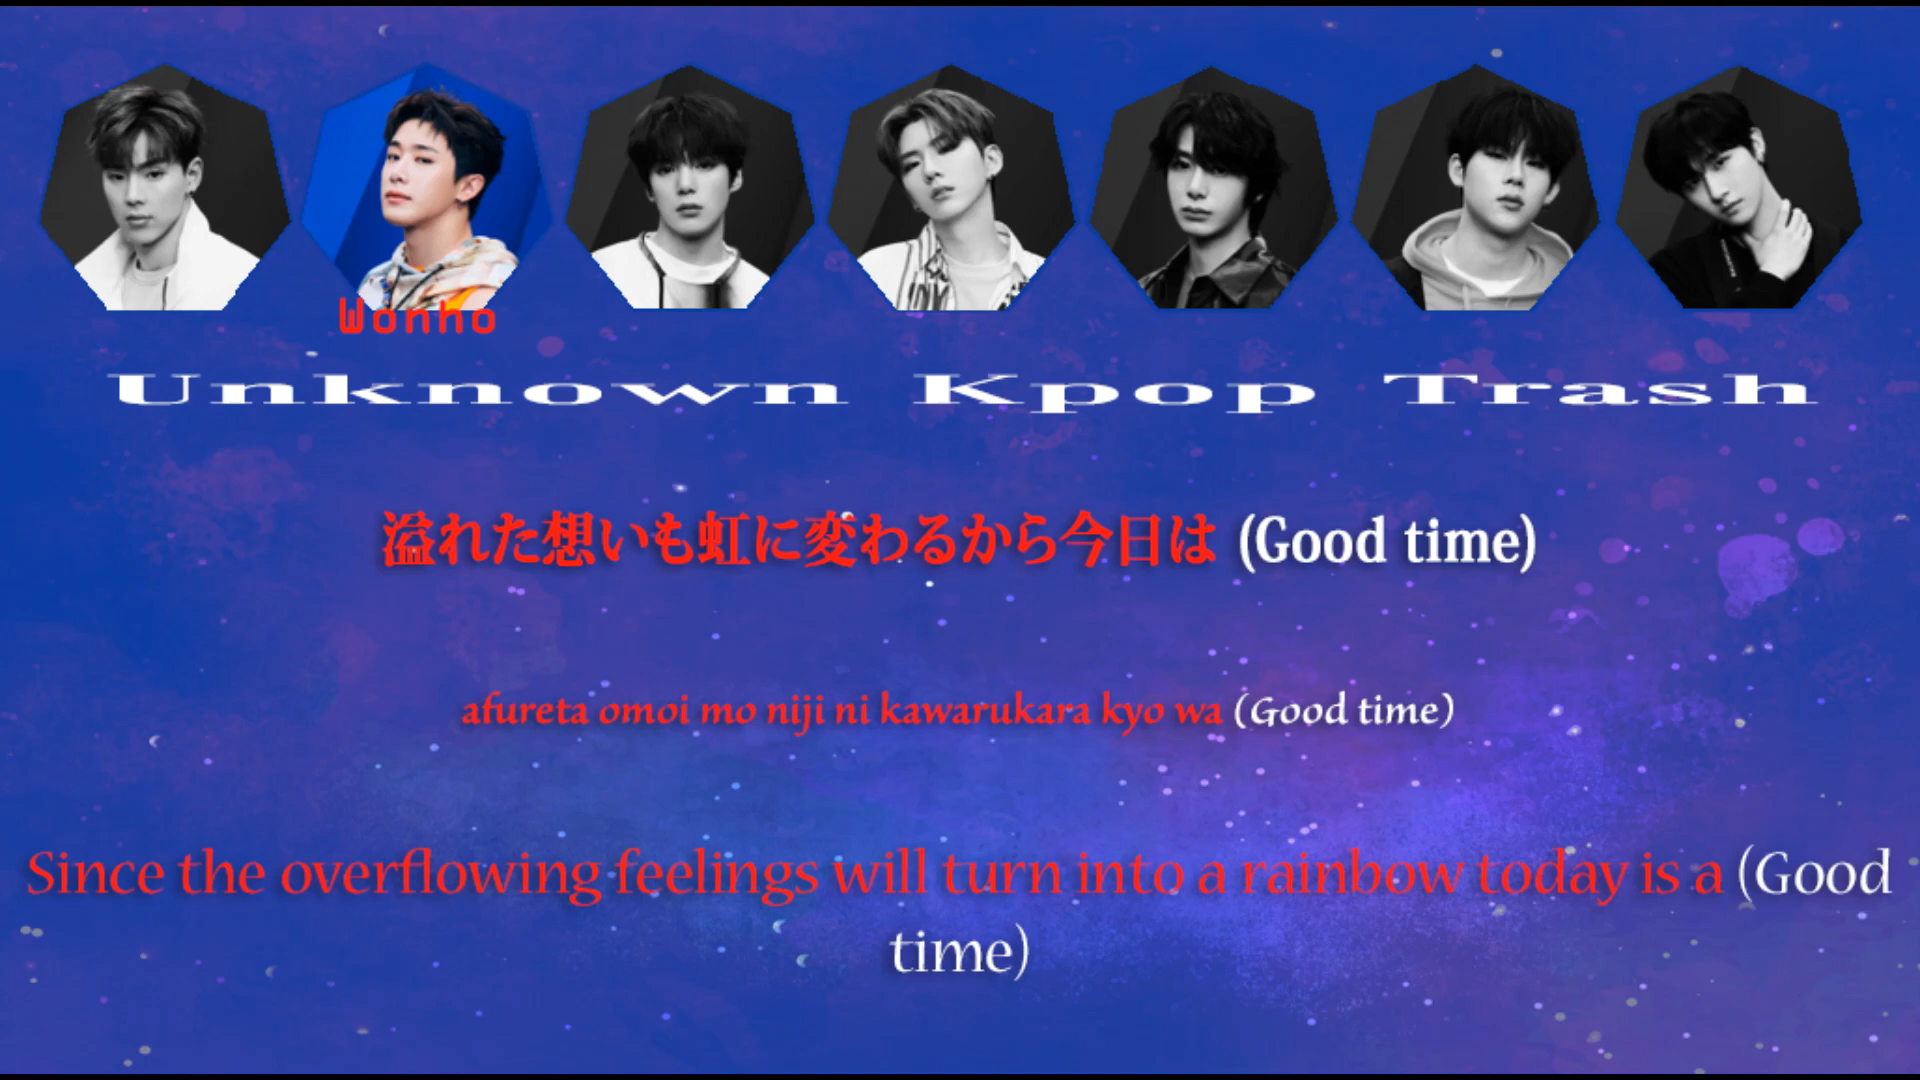 Wonho
Unknown Kpop Trash
溢れた想いも虹に変わるから今日は (Good time)
afureta omoi mo niji ni kawarukara kyo wa (Good time)
Since the overflowing feelings will turn into a rainbow today is a (Good
time)